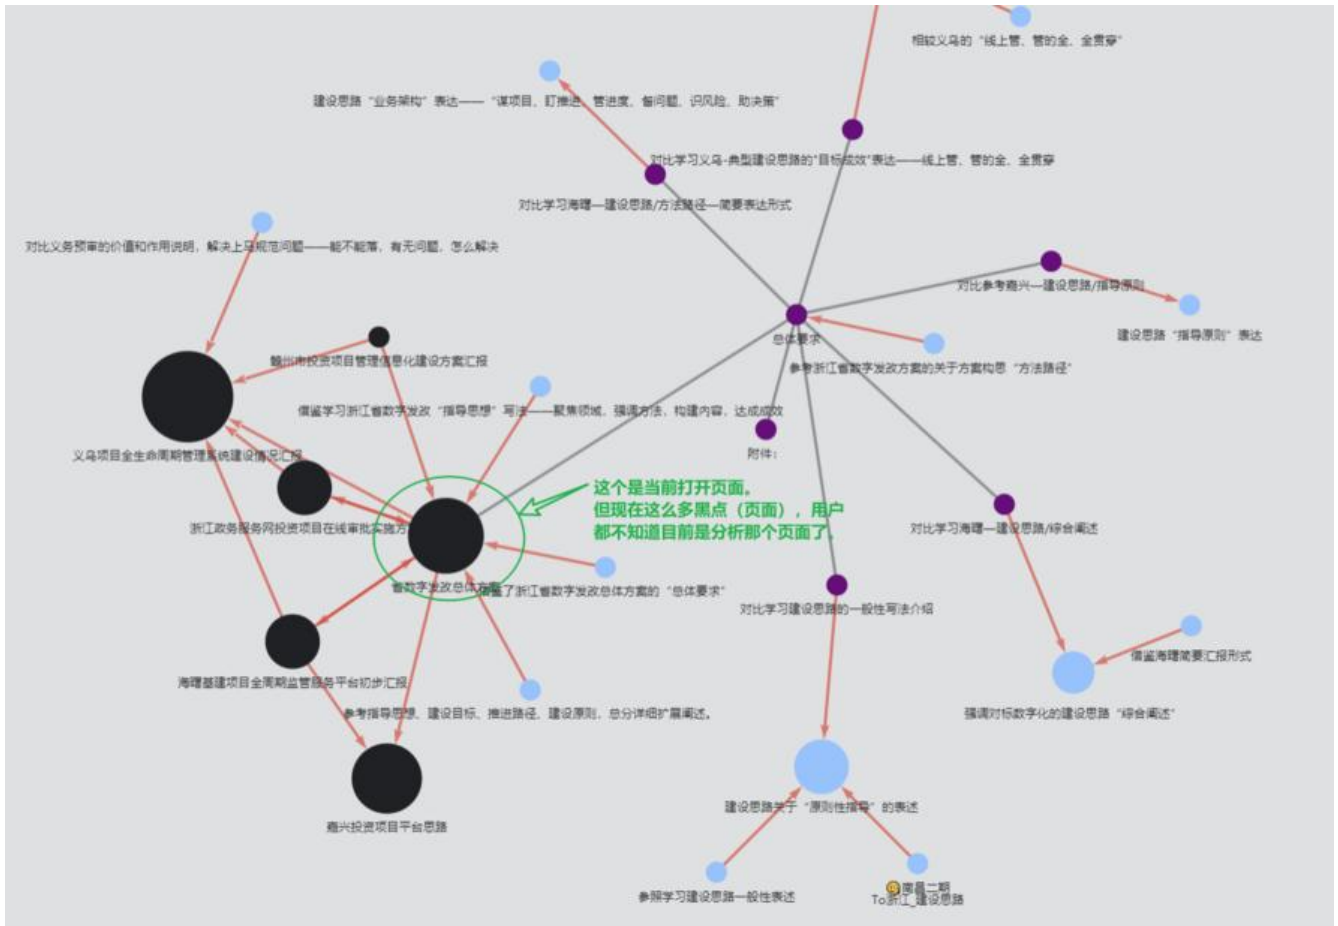 相较义乌的“线上管、管的全、全贯穿”
建设思路“业务架构”表达——“谋项目、盯推进、管进度、督问题、识风险、助决策”
对比学习义乌-典型建设思路的"目标成效"表达——线上管、管的全、全贯穿
对比学习海曙—建设思路/方法路径—简要表达形式
对比义务预审的价值和作用说明，解决上马规范问题——能不能落，有无问题，怎么解决
对比参考嘉兴—建设思路/指导原则
建设思路“指导原则”表达
总体要求
参考浙江省数字发改方案的关于方案构思“方法路径”
赣州市投资项目管理信息化建设方案汇报
借鉴学习浙江省数字发改“指导思想”写法——聚焦领域，强调方法，构建内容，达成成效
义乌项目全生命周期管理系统建设情况汇报
附件：
这个是当前打开页面。
但现在这么多黑点（页面），用户
都不知道目前是分析那个页面了。
浙江政务服务网投资项目在线审批实施方
对比学习海曙—建设思路/综合阐述
省数字发改总体方案
借鉴了浙江省数字发改总体方案的“总体要求”
对比学习建设思路的一般性写法介绍
借鉴海曙简要汇报形式
海曙基建项目全周期监管服务平台初步汇报
参考指导思想、建设目标、推进路径、建设原则，总分详细扩展阐述。
强调对标数字化的建设思路“综合阐述”
建设思路关于“原则性指导”的表述
嘉兴投资项目平台思路
参照学习建设思路一般性表述
南昌二期
To浙江_建设思路